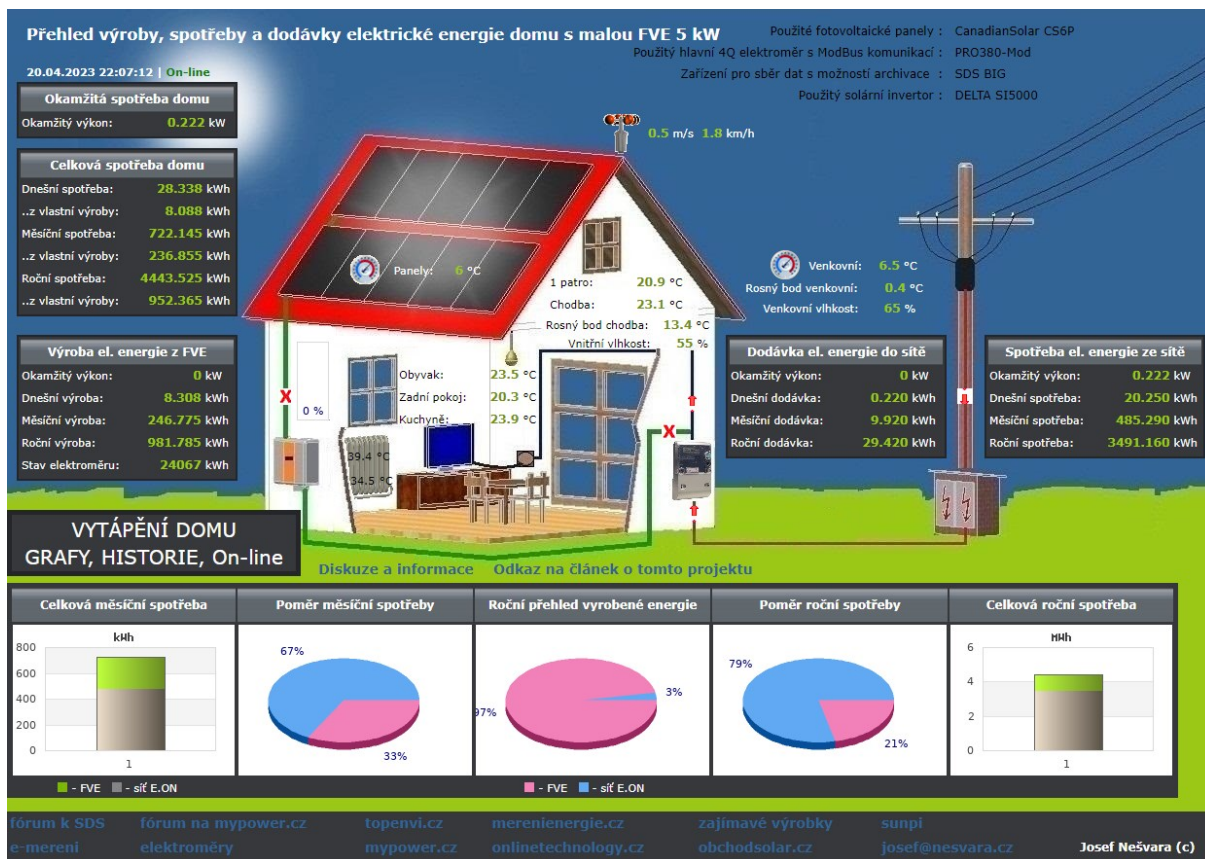 Přehled výroby, spotřeby a dodávky elektrické energie domu s malou FVE 5 kW
Použité fotovoltaické panely : CanadianSolar CS6P
Použitý hlavní 4Q elektroměr s ModBus komunikací : PRO380-Mod
Zařízení pro sběr dat s možností archivace : SDS BIG
Použitý solární invertor : DELTA SI5000
20.04.2023 22:07:12 | On-line
Okamžitá spotřeba domu
Okamžitý výkon: 0.222 kW
0.5 m/s 1.8 km/h
Celková spotřeba domu
Dnešní spotřeba: 28.338 kWh
..z vlastní výroby: 8.088 kWh
Měsíční spotřeba: 722.145 kWh
..z vlastní výroby: 236.855 kWh
Roční spotřeba: 4443.525 kWh
..z vlastní výroby: 952.365 kWh
Panely: 6 °C
1 patro: 20.9 °C
Chodba: 23.1 °C
Rosný bod chodba: 13.4 °C
Vnitřní vlhkost: 55 %
Venkovní: 6.5 °C
Rosný bod venkovní: 0.4 °C
Venkovní vlhkost: 65 %
Výroba el. energie z FVE
Okamžitý výkon: 0 kW
Dnešní výroba: 8.308 kWh
Měsíční výroba: 246.775 kWh
Roční výroba: 981.785 kWh
Stav elektroměru: 24067 kWh
0 %
Obyvak: 23.5 °C
Zadní pokoj: 20.3 °C
Kuchyně: 23.9 °C
39.4 °C
34.5 °C
X
X
Dodávka el. energie do sítě
Okamžitý výkon: 0 kW
Dnešní dodávka: 0.220 kWh
Měsíční dodávka: 9.920 kWh
Roční dodávka: 29.420 kWh
Spotřeba el. energie ze sítě
Okamžitý výkon: 0.222 kW
Dnešní spotřeba: 20.250 kWh
Měsíční spotřeba: 485.290 kWh
Roční spotřeba: 3491.160 kWh
VYTÁPĚNÍ DOMU
GRAFY, HISTORIE, On-line
Diskuze a informace Odkaz na článek o tomto projektu
Celková měsíční spotřeba
kWh
800
600
400
200
0
1
- FVE - síť E.ON
Poměr měsíční spotřeby
67%
33%
Roční přehled vyrobené energie
3%
97%
- FVE - síť E.ON
Poměr roční spotřeby
79%
21%
Celková roční spotřeba
MWh
6
4
2
0
1
fórum k SDS fórum na mypower.cz topenvi.cz merenienergie.cz zajímavé výrobky sunpi
e-mereni elektroměry mypower.cz onlinetechnology.cz obchodsolar.cz josef@nesvara.cz Josef Nešvara (c)